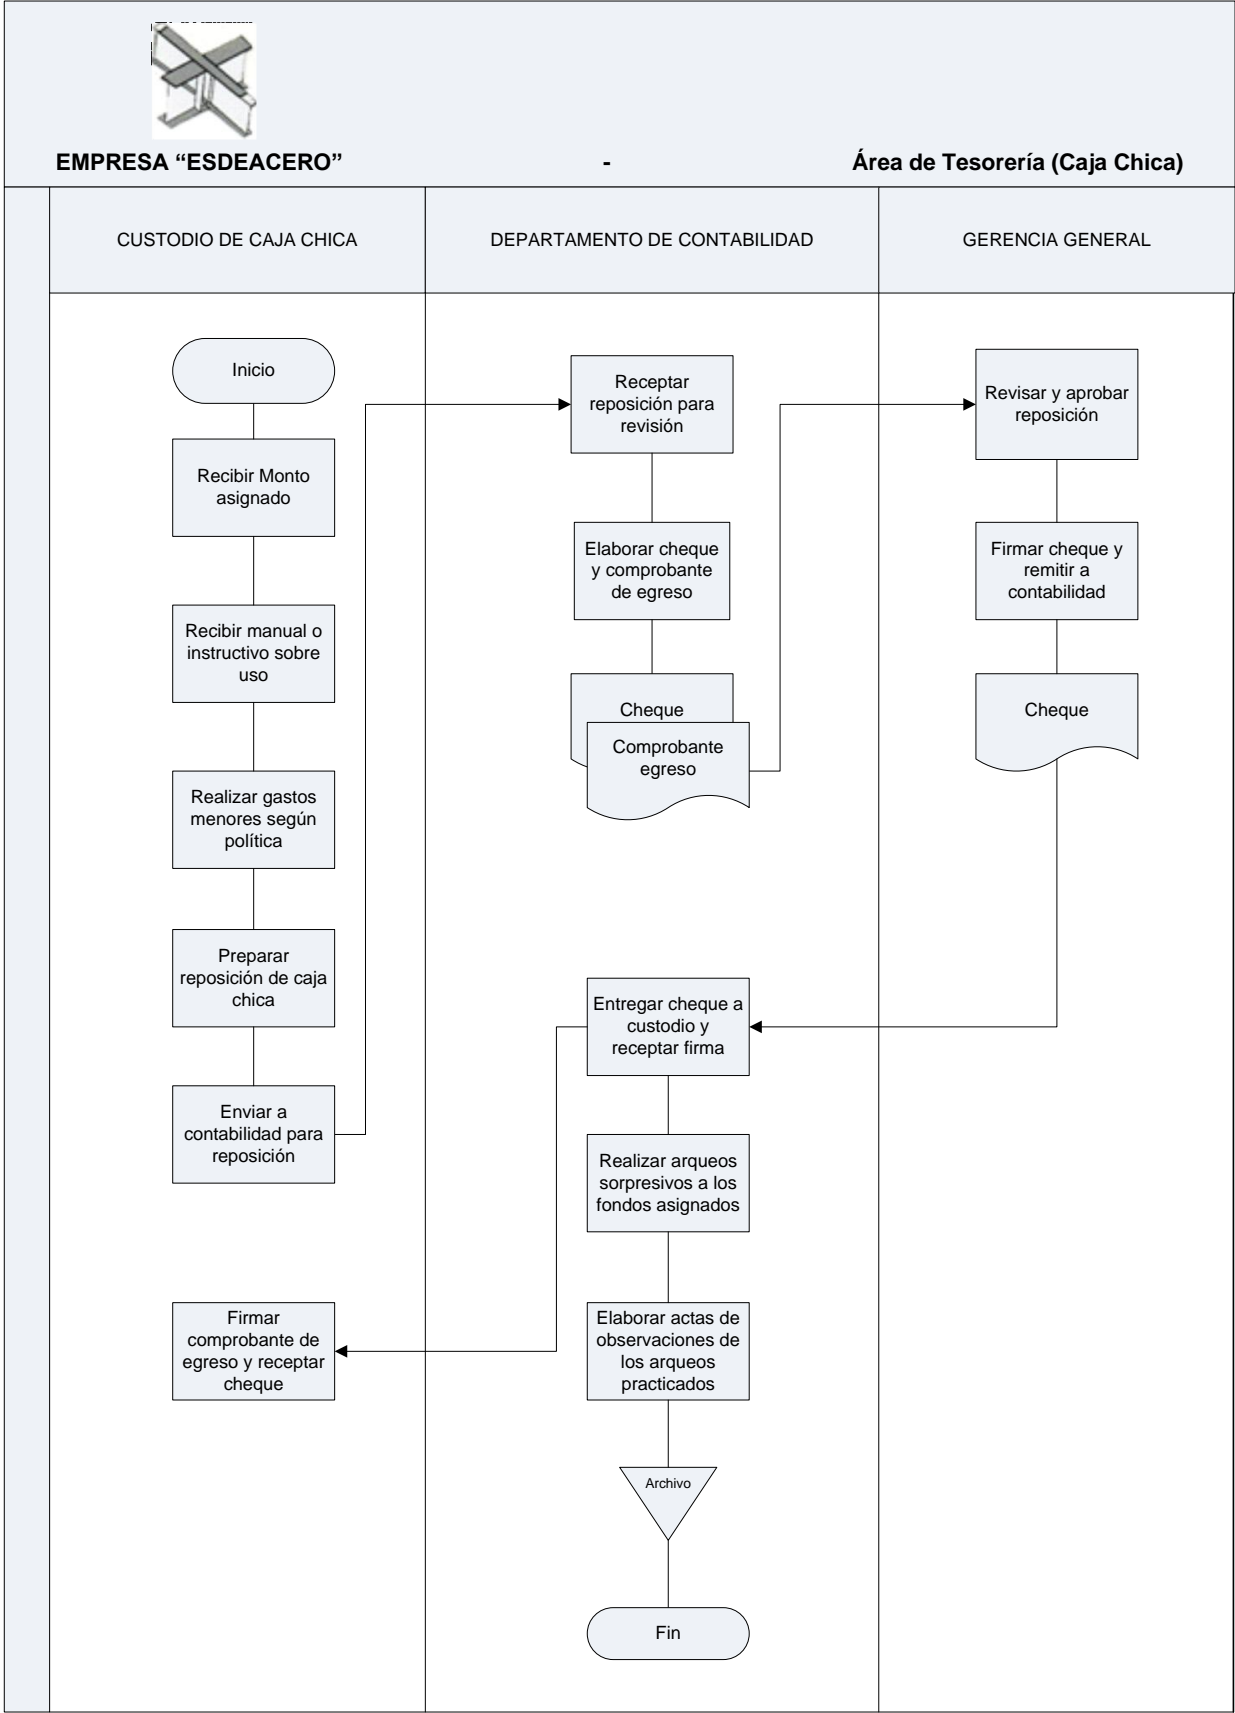 EMPRESA “ESDEACERO” - Área de Tesorería (Caja Chica)
CUSTODIO DE CAJA CHICA
DEPARTAMENTO DE CONTABILIDAD
GERENCIA GENERAL
Inicio
Recibir Monto
asignado
Recibir manual o
instructivo sobre
uso
Realizar gastos
menores según
política
Preparar
reposición de caja
chica
Enviar a
contabilidad para
reposición
Receptar
reposición para
revisión
Elaborar cheque
y comprobante
de egreso
Cheque
Comprobante
egreso
Revisar y aprobar
reposición
Firmar cheque y
remitir a
contabilidad
Cheque
Entregar cheque a
custodio y
receptar firma
Firmar
comprobante de
egreso y receptar
cheque
Realizar arqueos
sorpresivos a los
fondos asignados
Elaborar actas de
observaciones de
los arqueos
practicados
Archivo
Fin